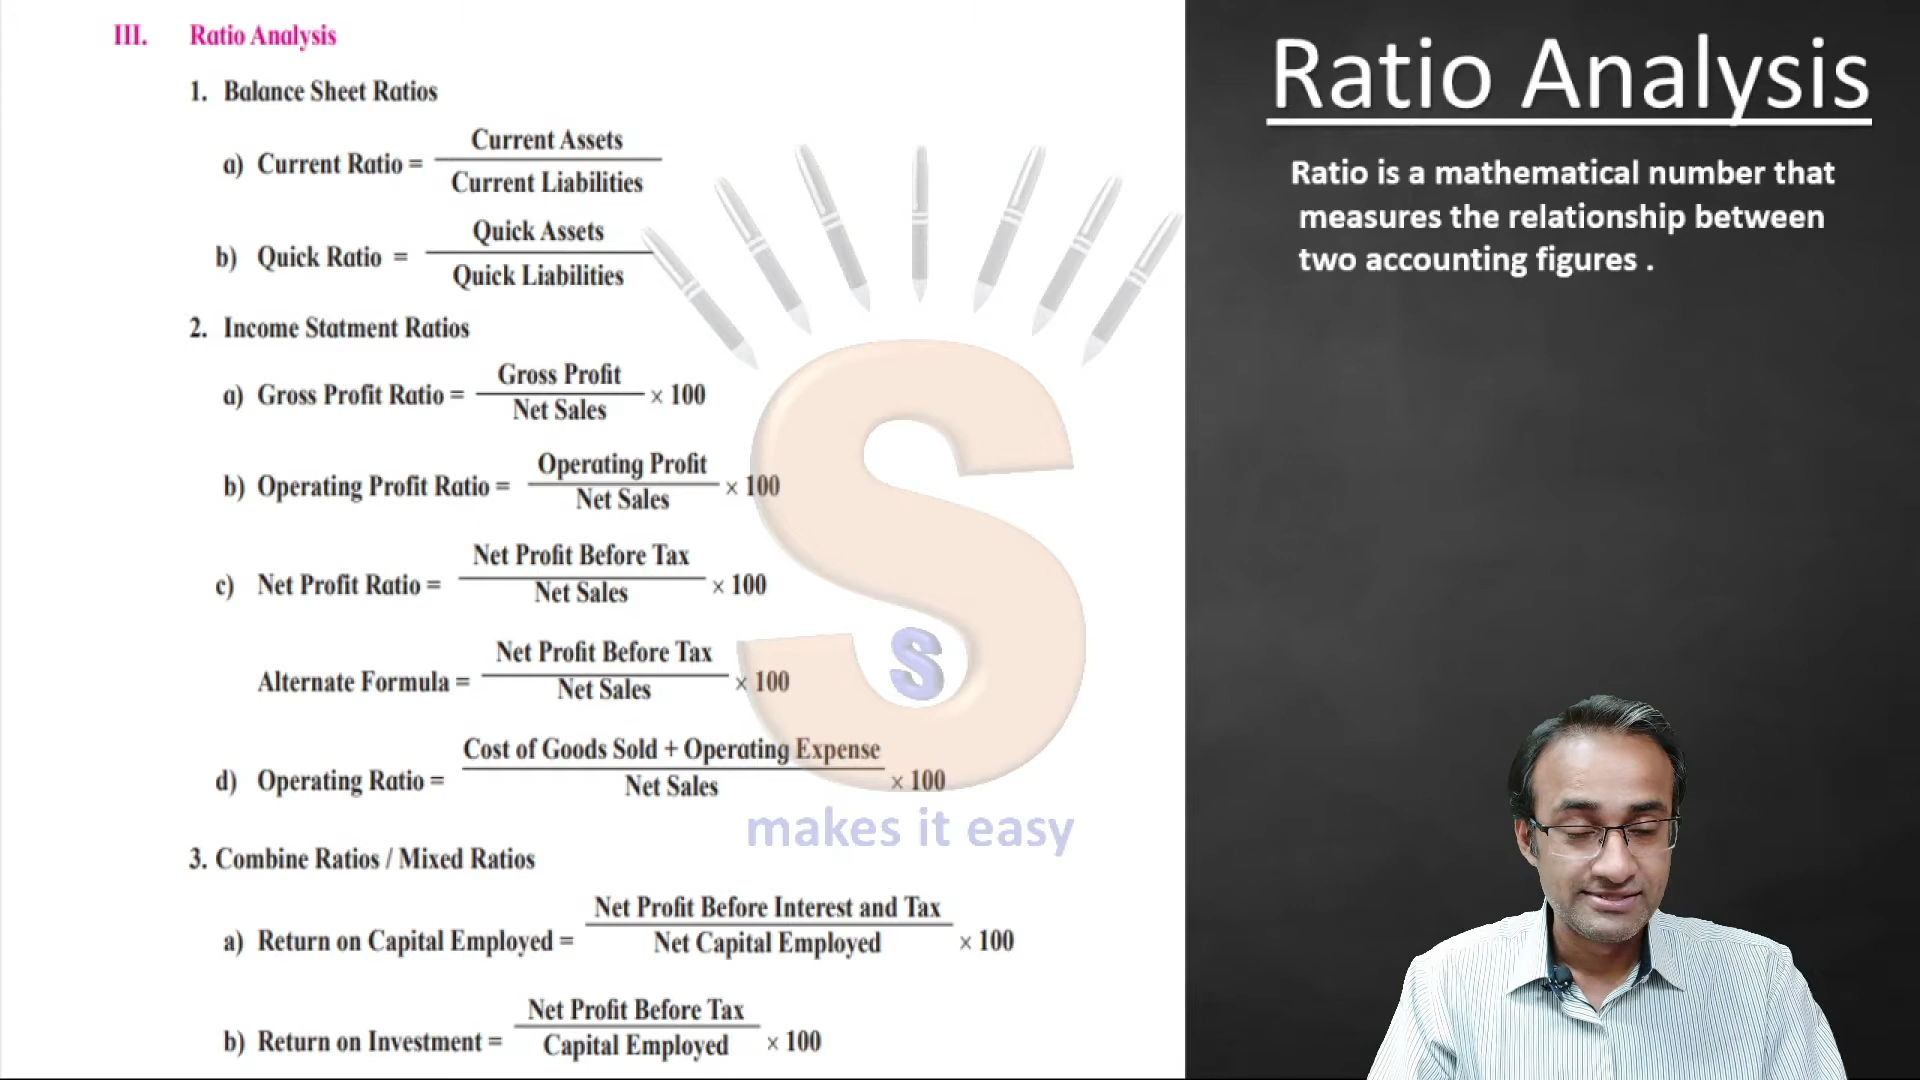 III. Ratio Analysis
1. Balance Sheet Ratios
a) Current Ratio = Current Assets
Current Liabilities
b) Quick Ratio = Quick Assets
Quick Liabilities
2. Income Statment Ratios
a) Gross Profit Ratio = Gross Profit
Net Sales × 100
b) Operating Profit Ratio = Operating Profit
Net Sales × 100
c) Net Profit Ratio = Net Profit Before Tax
Net Sales × 100
Alternate Formula = Net Profit Before Tax
Net Sales × 100
d) Operating Ratio = Cost of Goods Sold + Operating Expense
Net Sales × 100
3. Combine Ratios / Mixed Ratios
a) Return on Capital Employed = Net Profit Before Interest and Tax
Net Capital Employed × 100
b) Return on Investment = Net Profit Before Tax
Capital Employed × 100
S
S
makes it easy
Ratio Analysis
Ratio is a mathematical number that
measures the relationship between
two accounting figures .